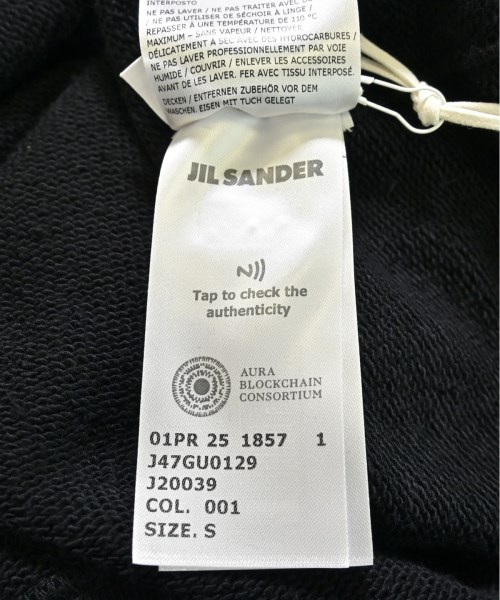 INTERPOSTO
NE PAS LAVER / NE PAS TRAITER AVEC DU
/ NE PAS UTILISER DE SÉCHOIR À LINGE /
REPASSER À UNE TEMPÉRATURE DE 110 °C
MAXIMUM - SANS VAPEUR / NETTOYER
DÉLICATEMENT À SEC AVEC DES HYDROCARBURES /
NE PAS LAVER PROFESSIONNELLEMENT PAR VOIE
HUMIDE / COUVRIR / ENLEVER LES ACCESSOIRES
AVANT DE LES LAVER. FER AVEC TISSU INTERPOSÉ.
DECKEN / ENTFERNEN ZUBEHÖR VOR DEM
WASCHEN. EISEN MIT TUCH GELEGT
JIL SANDER
Tap to check the
authenticity
AURA
BLOCKCHAIN
CONSORTIUM
01PR 25 1857 1
J47GU0129
J20039
COL. 001
SIZE. S